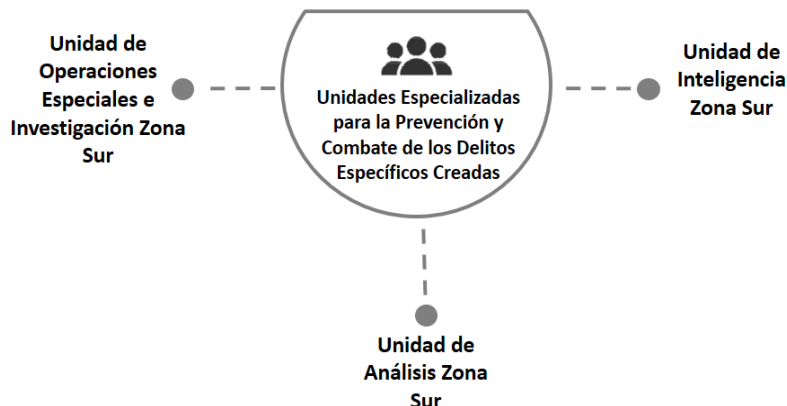 Unidad de
Operaciones
Especiales e
Investigación Zona
Sur
Unidades Especializadas
para la Prevención y
Combate de los Delitos
Específicos Creadas
Unidad de
Inteligencia
Zona Sur
Unidad de
Análisis Zona
Sur